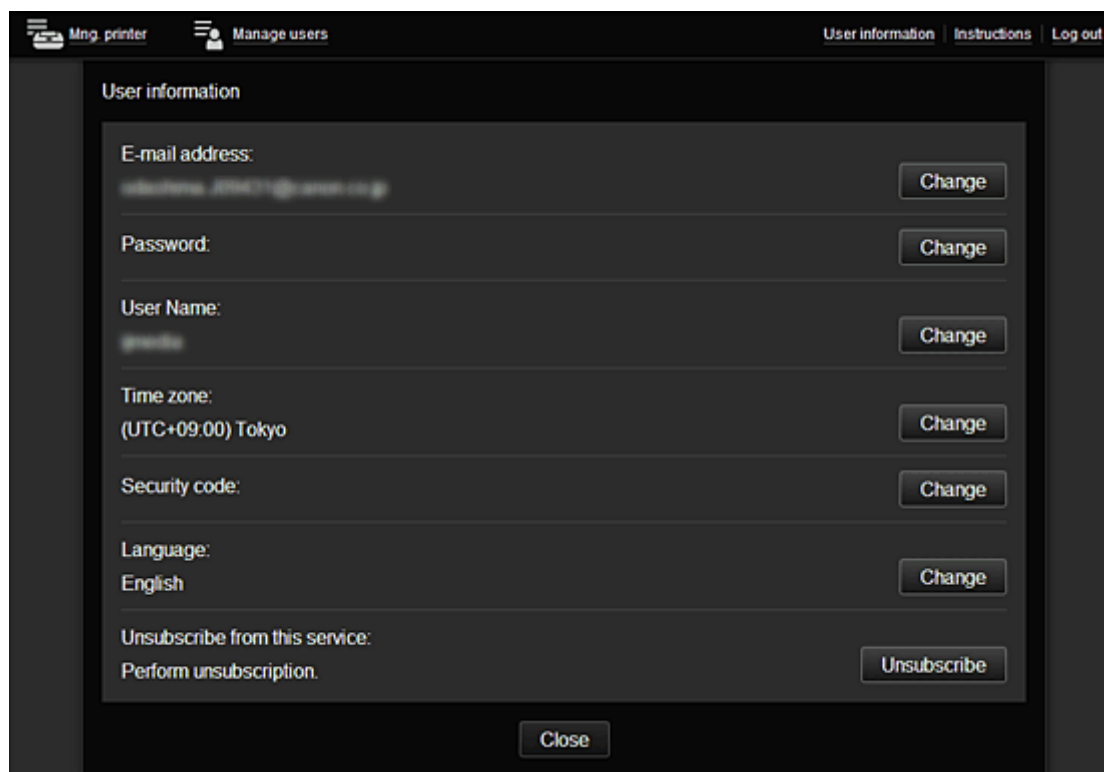 Mng. printer
Manage users
User information
Instructions
Log out
User information
E-mail address:
Change
Password:
Change
User Name:
Change
Time zone:
(UTC+09:00) Tokyo
Change
Security code:
Change
Language:
English
Change
Unsubscribe from this service:
Perform unsubscription.
Unsubscribe
Close